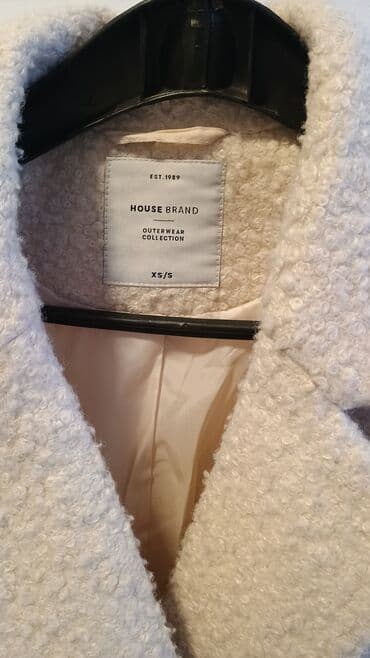 EST.1989
HOUSE BRAND
OUTERWEAR
COLLECTION
XS/S